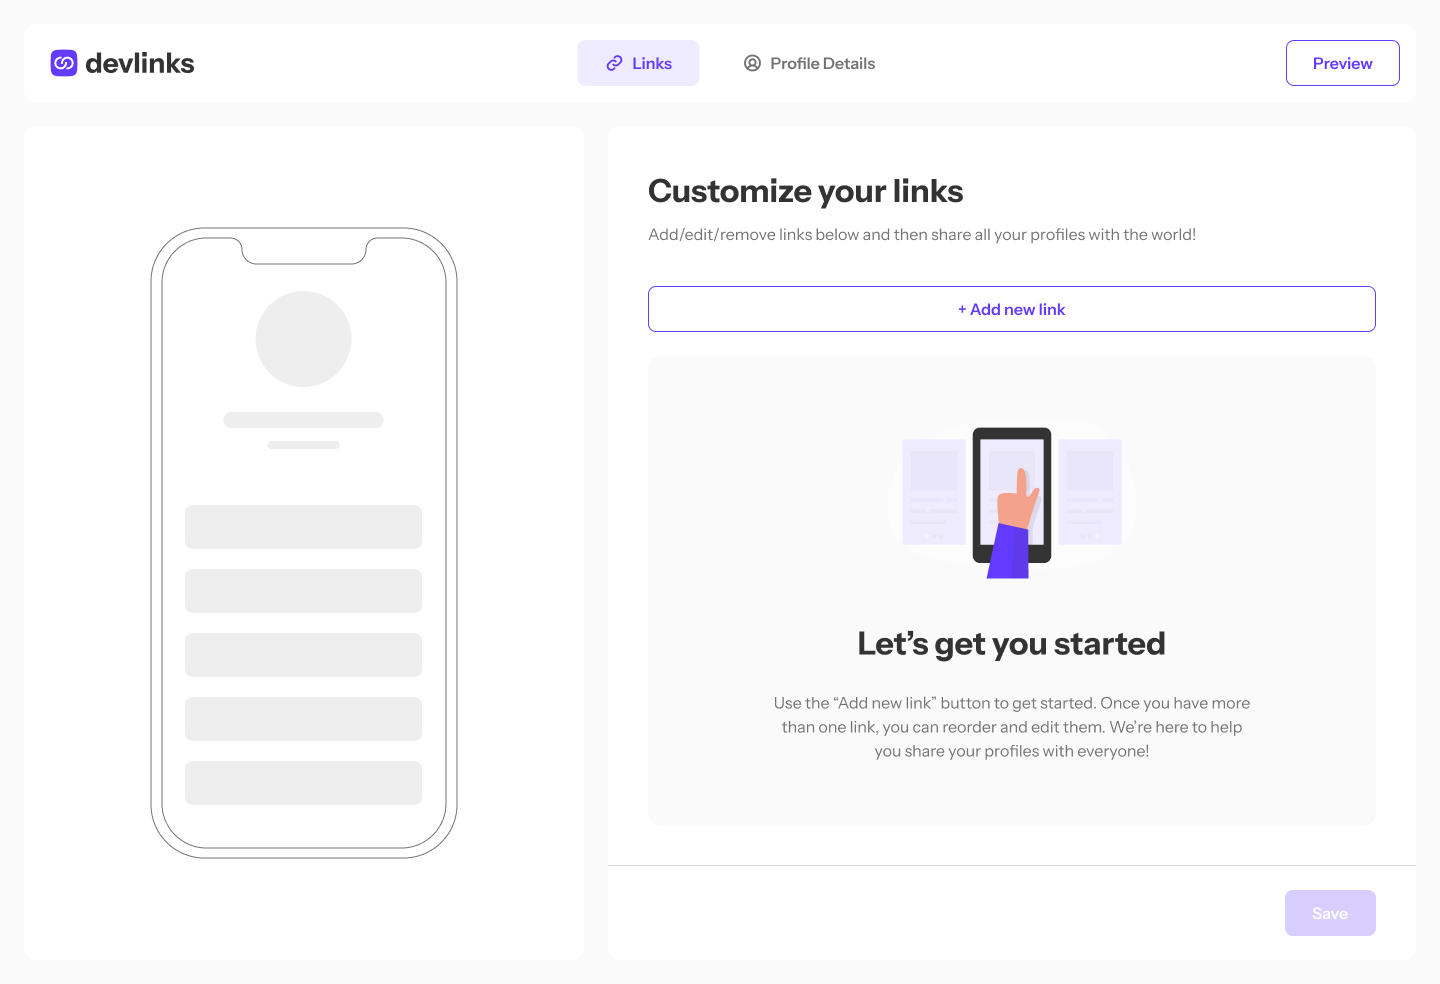 devlinks
Links
Profile Details
Preview
Customize your links
Add/edit/remove links below and then share all your profiles with the world!
+ Add new link
Let’s get you started
Use the “Add new link” button to get started. Once you have more
than one link, you can reorder and edit them. We’re here to help
you share your profiles with everyone!
Save